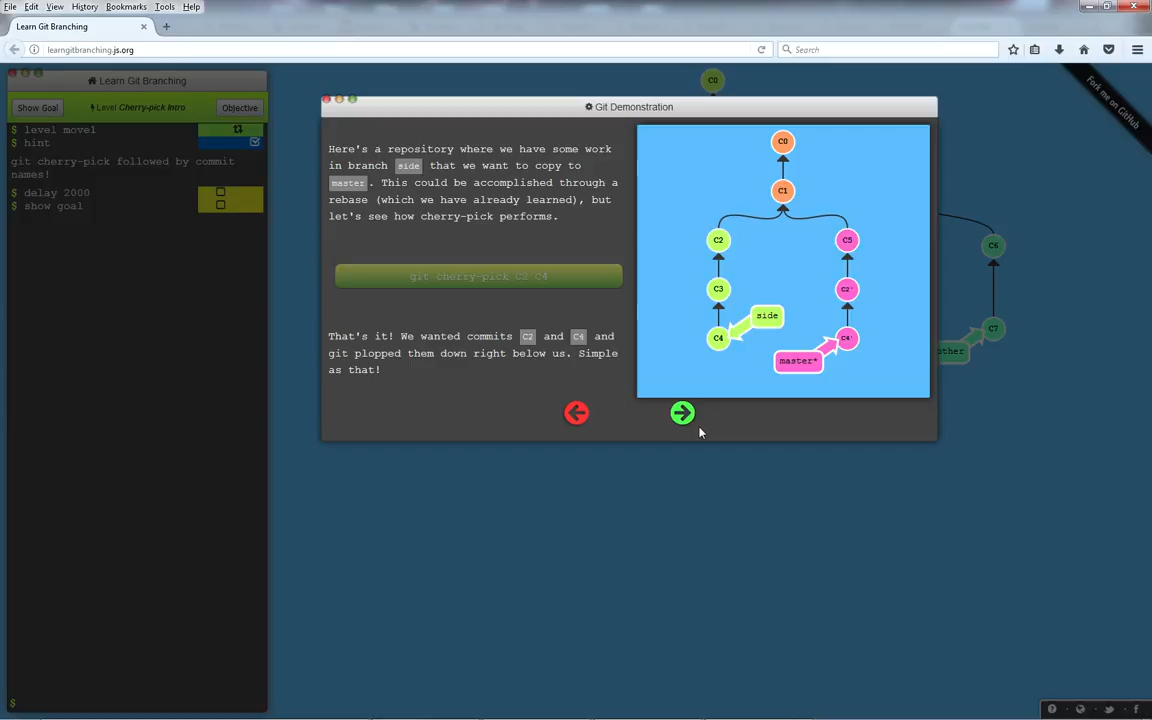 File Edit View History Bookmarks Tools Help
Learn Git Branching
learngitbranching.js.org
Search
Learn Git Branching
Show Goal
Level Cherry-pick Intro
Objective
$ level move1
$ hint
git cherry-pick followed by commit
names!
$ delay 2000
$ show goal
$
C0
Fork me on GitHub
C6
C7
other
Git Demonstration
Here's a repository where we have some work
in branch side that we want to copy to
master. This could be accomplished through a
rebase (which we have already learned), but
let's see how cherry-pick performs.
git cherry-pick C2 C4
That's it! We wanted commits C2 and C4 and
git plopped them down right below us. Simple
as that!
C0
C1
C2
C5
C3
C2'
side
C4
C4'
master*